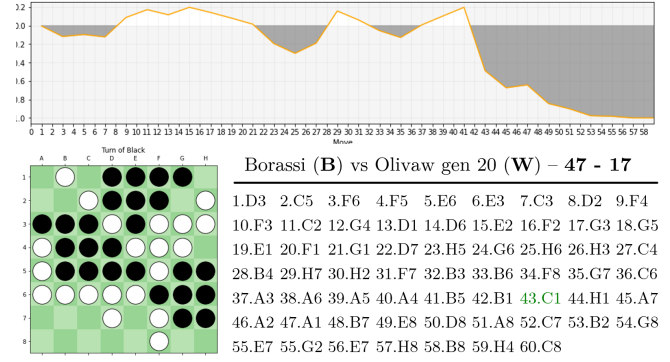 0.2
0.0
).2
).4
).6
).8
L.0
0 1 2 3 4 5 6 7 8 9 10 11 12 13 14 15 16 17 18 19 20 21 22 23 24 25 26 27 28 29 30 31 32 33 34 35 36 37 38 39 40 41 42 43 44 45 46 47 48 49 50 51 52 53 54 55 56 57 58
Move
Turn of Black
A B C D E F G H
1
2
3
4
5
6
7
8
Borassi (B) vs Olivaw gen 20 (W) – 47 - 17
1.D3 2.C5 3.F6 4.F5 5.E6 6.E3 7.C3 8.D2 9.F4
10.F3 11.C2 12.G4 13.D1 14.D6 15.E2 16.F2 17.G3 18.G5
19.E1 20.F1 21.G1 22.D7 23.H5 24.G6 25.H6 26.H3 27.C4
28.B4 29.H7 30.H2 31.F7 32.B3 33.B6 34.F8 35.G7 36.C6
37.A3 38.A6 39.A5 40.A4 41.B5 42.B1 43.C1 44.H1 45.A7
46.A2 47.A1 48.B7 49.E8 50.D8 51.A8 52.C7 53.B2 54.G8
55.E7 55.G2 56.E7 57.H8 58.B8 59.H4 60.C8